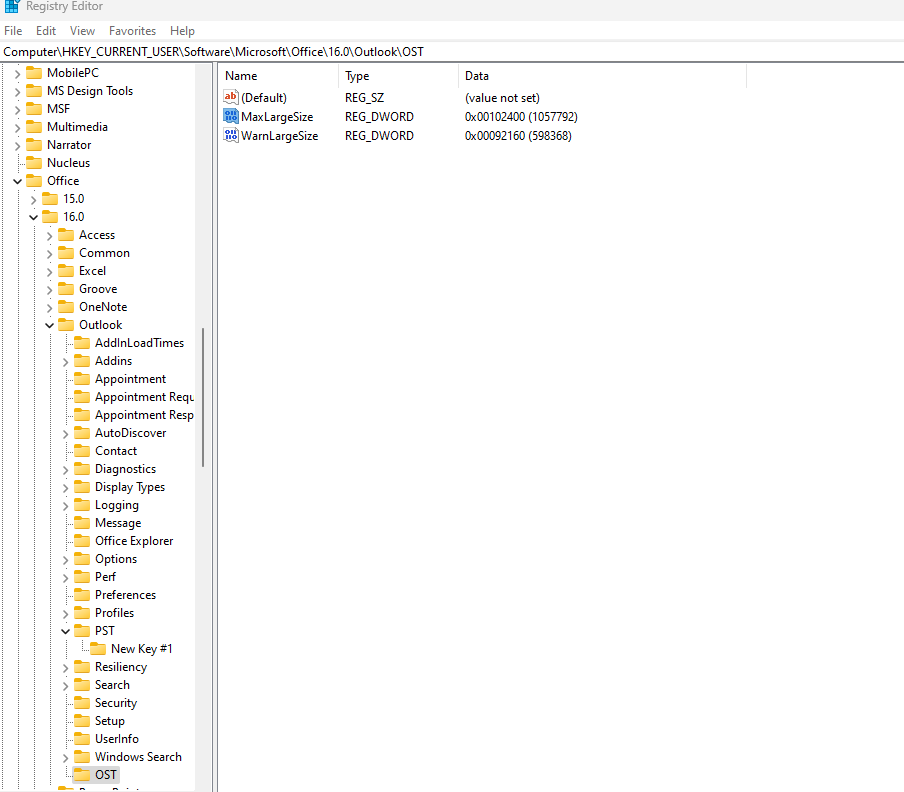 Registry Editor
File Edit View Favorites Help
Computer\HKEY_CURRENT_USER\Software\Microsoft\Office\16.0\Outlook\OST
MobilePC
MS Design Tools
MSF
Multimedia
Narrator
Nucleus
Office
15.0
16.0
Access
Common
Excel
Groove
OneNote
Outlook
AddInLoadTimes
Addins
Appointment
Appointment Requ
Appointment Resp
AutoDiscover
Contact
Diagnostics
Display Types
Logging
Message
Office Explorer
Options
Perf
Preferences
Profiles
PST
New Key #1
Resiliency
Search
Security
Setup
UserInfo
Windows Search
OST
Name Type Data
ab (Default) REG_SZ (value not set)
MaxLargeSize REG_DWORD 0x00102400 (1057792)
WarnLargeSize REG_DWORD 0x00092160 (598368)